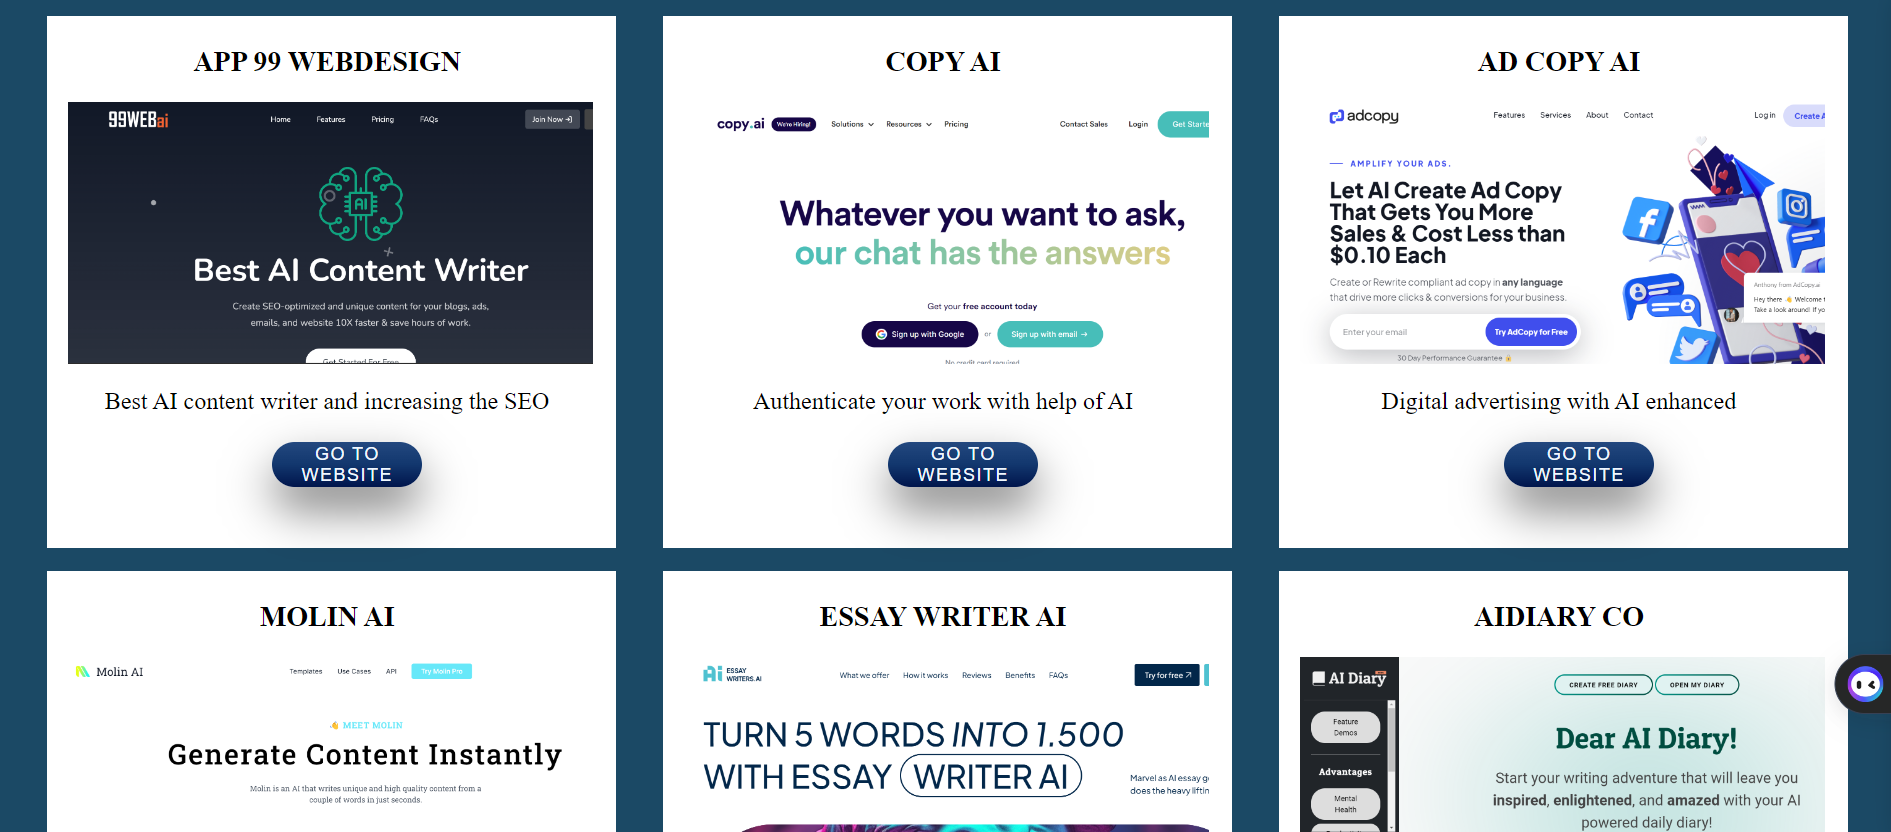 APP 99 WEBDESIGN
99WEBai
Home Features Pricing FAQs Join Now
AI
Best AI Content Writer
Create SEO-optimized and unique content for your blogs, ads,
emails, and website 10X faster & save hours of work.
Get Started For Free
Best AI content writer and increasing the SEO
GO TO
WEBSITE
COPY AI
copy.ai We're Hiring! Solutions Resources Pricing Contact Sales Login Get Starte
Whatever you want to ask,
our chat has the answers
Get your free account today
Sign up with Google or Sign up with email →
No credit card required
Authenticate your work with help of AI
GO TO
WEBSITE
AD COPY AI
adcopy Features Services About Contact Log in Create A
AMPLIFY YOUR ADS.
Let AI Create Ad Copy
That Gets You More
Sales & Cost Less than
$0.10 Each
Create or Rewrite compliant ad copy in any language
that drive more clicks & conversions for your business.
Enter your email Try AdCopy for Free
30 Day Performance Guarantee
Anthony from AdCopy.ai
Hey there 👋 Welcome t
Take a look around. If yo
Digital advertising with AI enhanced
GO TO
WEBSITE
MOLIN AI
Molin AI Templates Use Cases API Try Molin Pro
👋 MEET MOLIN
Generate Content Instantly
Molin is an AI that writes unique and high quality content from a
couple of words in just seconds.
ESSAY WRITER AI
Ai ESSAY
WRITERS.AI
What we offer How it works Reviews Benefits FAQs Try for free
TURN 5 WORDS INTO 1.500
WITH ESSAY WRITER AI
Marvel as AI essay g
does the heavy liftin
AIDIARY CO
AI Diary
CREATE FREE DIARY OPEN MY DIARY
Feature
Demos
Advantages
Mental
Health
Dear AI Diary!
Start your writing adventure that will leave you
inspired, enlightened, and amazed with your AI
powered daily diary!